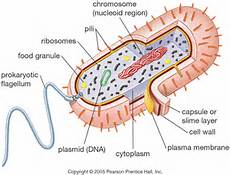 chromosome
(nucleoid region)
pili
ribosomes
food granule
prokaryotic
flagellum
plasmid (DNA)
cytoplasm
capsule or
slime layer
cell wall
plasma membrane
Copyright © 2005 Pearson Prentice Hall, Inc.